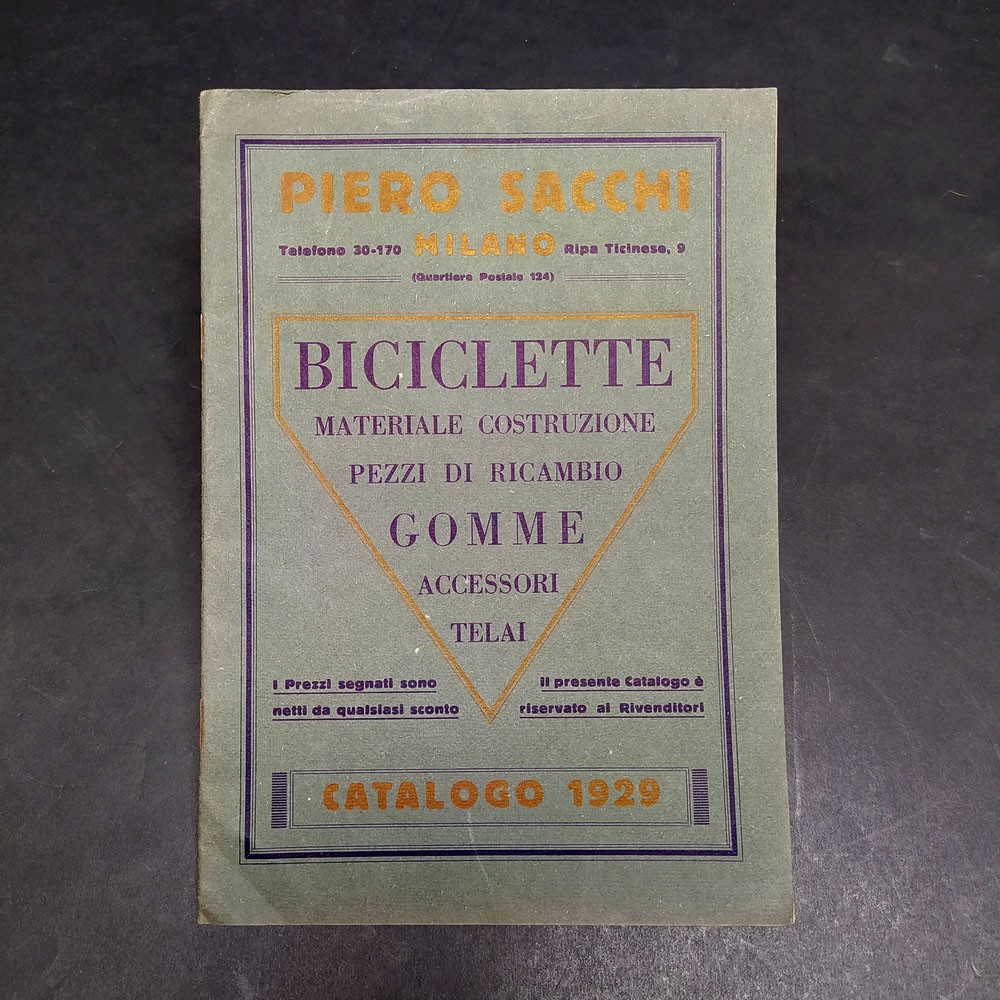 PIERO SACCHI
Telefono 30-170 MILANO Ripa Ticinese, 9
(Quartiere Postale 124)
BICICLETTE
MATERIALE COSTRUZIONE
PEZZI DI RICAMBIO
GOMME
ACCESSORI
TELAI
I Prezzi segnati sono
netti da qualsiasi sconto
Il presente Catalogo è
riservato ai Rivenditori
CATALOGO 1929